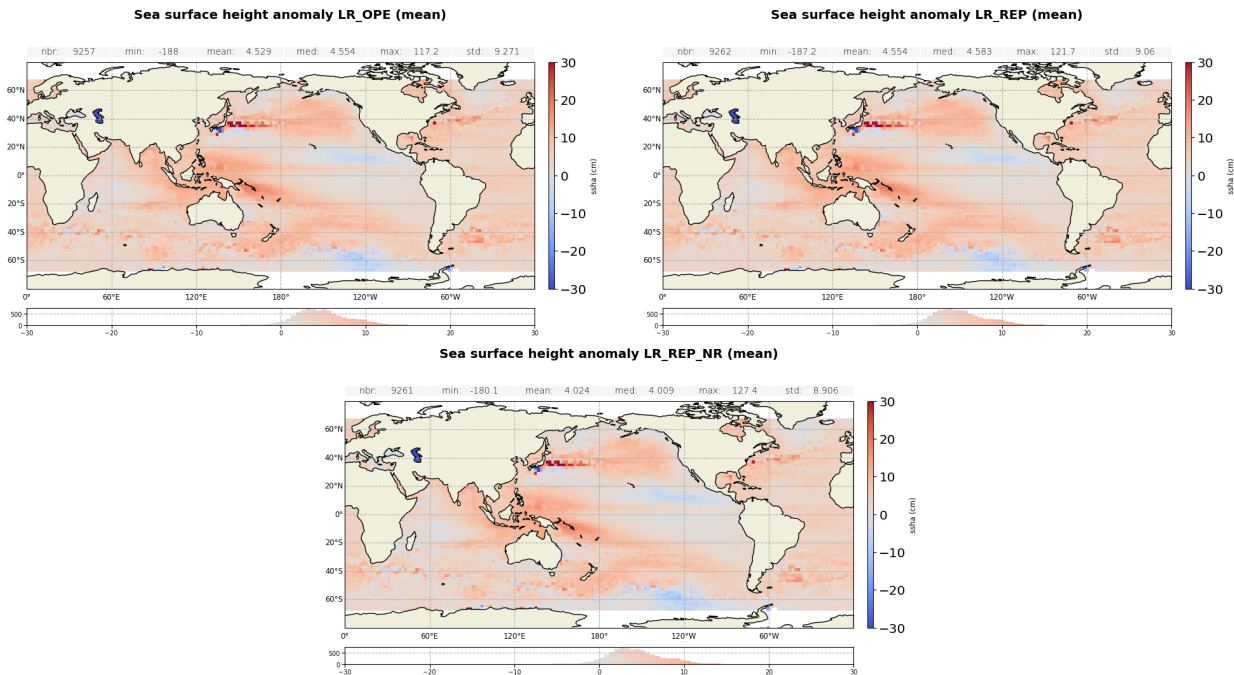 Sea surface height anomaly LR_OPE (mean)
nbr: 9257 min: -188 mean: 4.529 med: 4.554 max: 117.2 std: 9.271
60°N
40°N
20°N
0°
20°S
40°S
60°S
0° 60°E 120°E 180° 120°W 60°W
30
20
10
0
−10
−20
−30
ssha (cm)
500
0
−30 −20 −10 0 10 20 30
Sea surface height anomaly LR_REP (mean)
nbr: 9262 min: -187.2 mean: 4.554 med: 4.583 max: 121.7 std: 9.06
60°N
40°N
20°N
0°
20°S
40°S
60°S
0° 60°E 120°E 180° 120°W 60°W
30
20
10
0
−10
−20
−30
ssha (cm)
500
0
−30 −20 −10 0 10 20 30
Sea surface height anomaly LR_REP_NR (mean)
nbr: 9261 min: -180.1 mean: 4.024 med: 4.009 max: 127.4 std: 8.906
60°N
40°N
20°N
0°
20°S
40°S
60°S
0° 60°E 120°E 180° 120°W 60°W
30
20
10
0
−10
−20
−30
ssha (cm)
500
0
−30 −20 −10 0 10 20 30